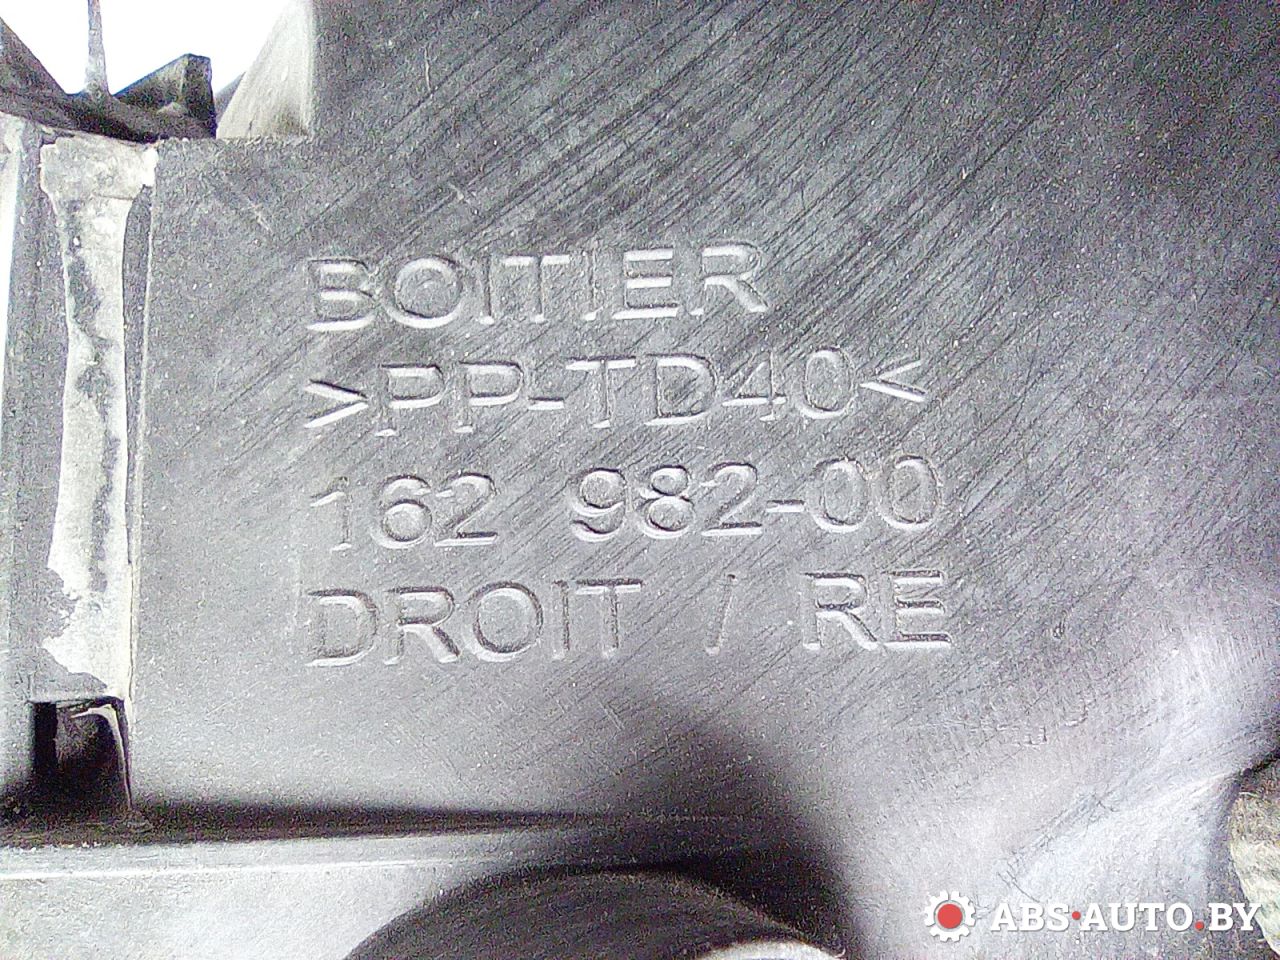 BOITIER
>PP-TD40<
162 982-00
DROIT / RE
ABS·AUTO.BY